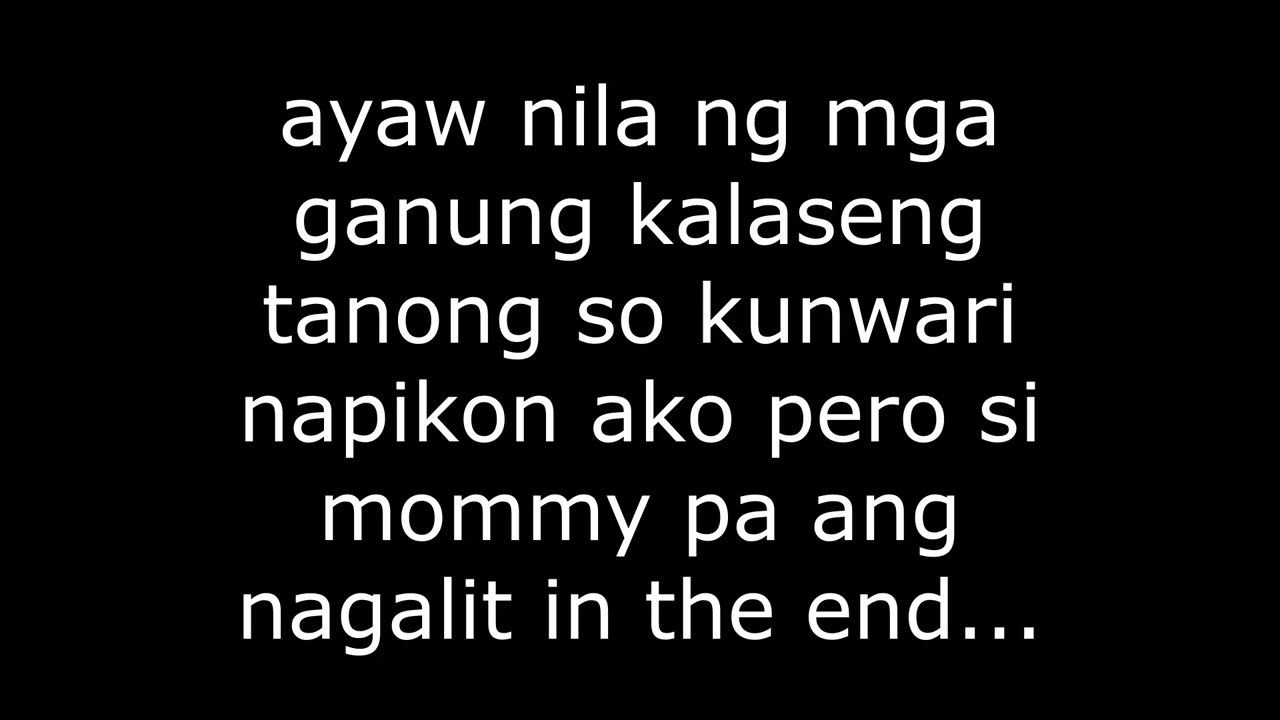 ayaw nila ng mga
ganung kalaseng
tanong so kunwari
napikon ako pero si
mommy pa ang
nagalit in the end...